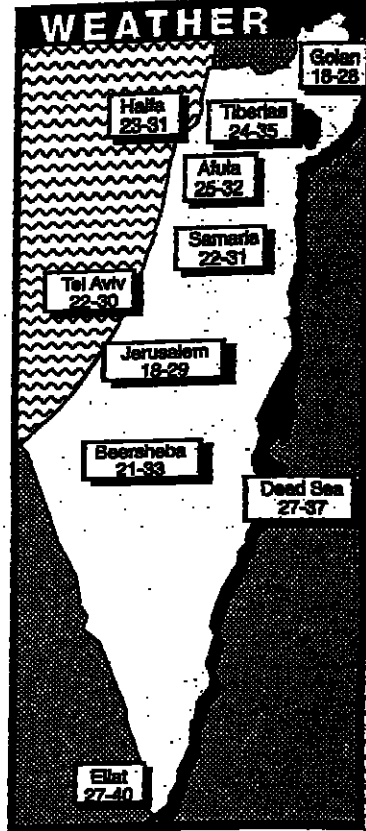 WEATHER
Golan
18-28
Haifa
23-31
Tiberias
24-35
Afula
25-32
Samaria
22-31
Tel Aviv
22-30
Jerusalem
18-29
Beersheba
21-33
Dead Sea
27-37
Eilat
27-40